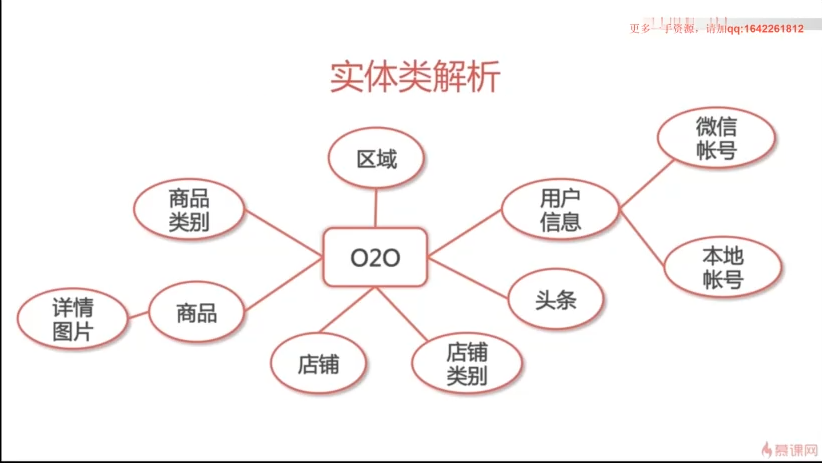 更多一手资源，请加qq:1642261812
实体类解析
微信
帐号
区域
商品
类别
用户
信息
O2O
本地
帐号
详情
图片
商品
头条
店铺
店铺
类别
慕课网